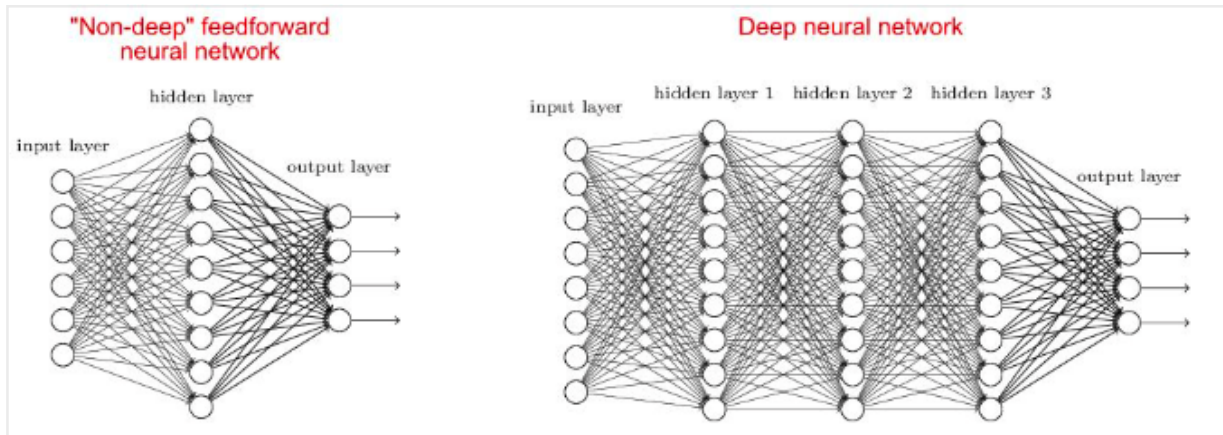 "Non-deep" feedforward
neural network
hidden layer
input layer
output layer
Deep neural network
input layer
hidden layer 1
hidden layer 2
hidden layer 3
output layer